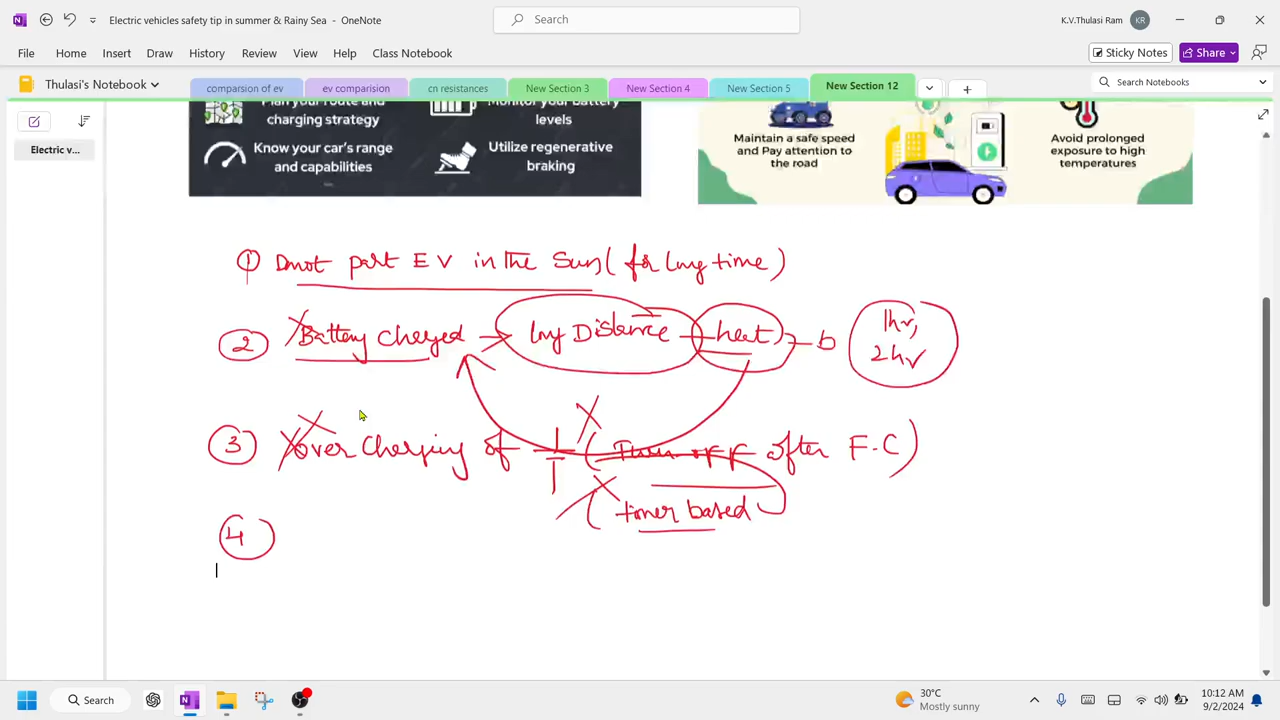 Electric vehicles safety tip in summer & Rainy Sea - OneNote
Search
K.V.Thulasi Ram KR
File Home Insert Draw History Review View Help Class Notebook
Sticky Notes Share
Thulasi's Notebook
comparsion of ev ev comparision cn resistances New Section 3 New Section 4 New Section 5 New Section 12 +
Search Notebooks
Electric v...
Plan your route and
charging strategy
Monitor your battery
levels
Know your car's range
and capabilities
Utilize regenerative
braking
Maintain a safe speed
and Pay attention to
the road
Avoid prolonged
exposure to high
temperatures
① Donot park EV in the Sun (for long time)
② Battery Charged → long Distance - heat - b 1hr, 2hr
③ Over Charging of (Turn off after F.C)
(timer based
④
Search
30°C
Mostly sunny
10:12 AM
9/2/2024